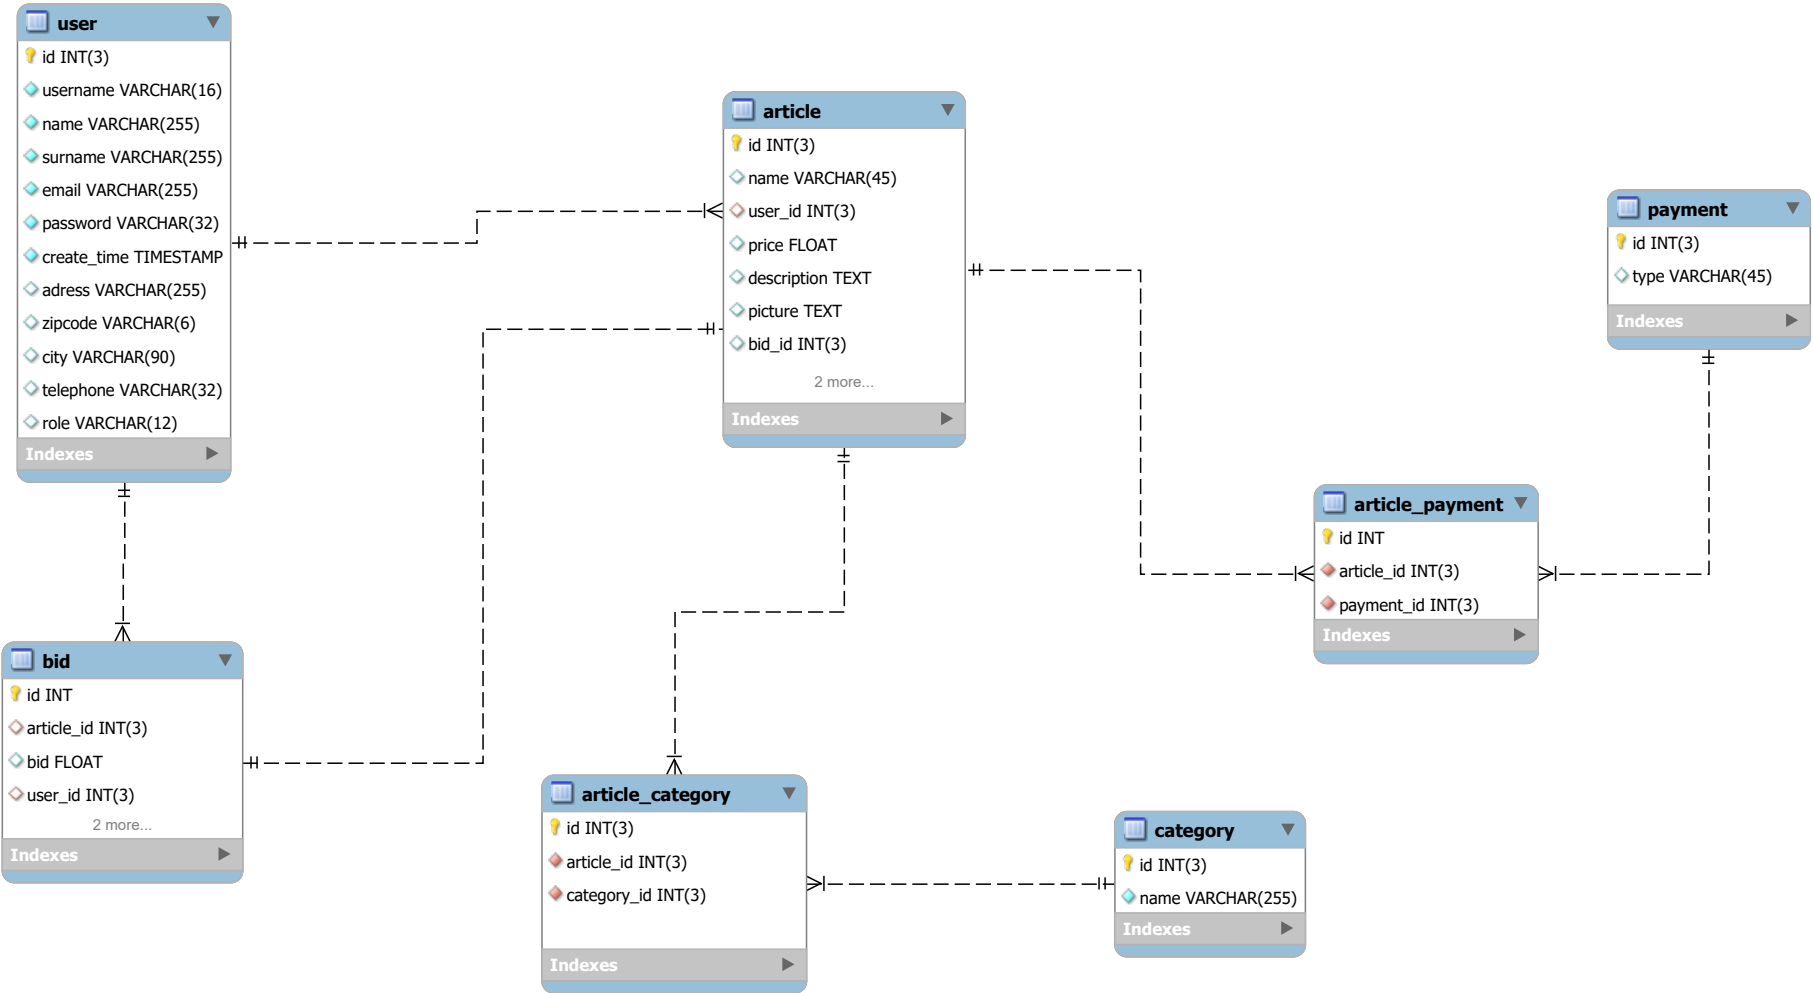 user
id INT(3)
username VARCHAR(16)
name VARCHAR(255)
surname VARCHAR(255)
email VARCHAR(255)
password VARCHAR(32)
create_time TIMESTAMP
adress VARCHAR(255)
zipcode VARCHAR(6)
city VARCHAR(90)
telephone VARCHAR(32)
role VARCHAR(12)
Indexes
article
id INT(3)
name VARCHAR(45)
user_id INT(3)
price FLOAT
description TEXT
picture TEXT
bid_id INT(3)
2 more...
Indexes
payment
id INT(3)
type VARCHAR(45)
Indexes
article_payment
id INT
article_id INT(3)
payment_id INT(3)
Indexes
bid
id INT
article_id INT(3)
bid FLOAT
user_id INT(3)
2 more...
Indexes
article_category
id INT(3)
article_id INT(3)
category_id INT(3)
Indexes
category
id INT(3)
name VARCHAR(255)
Indexes